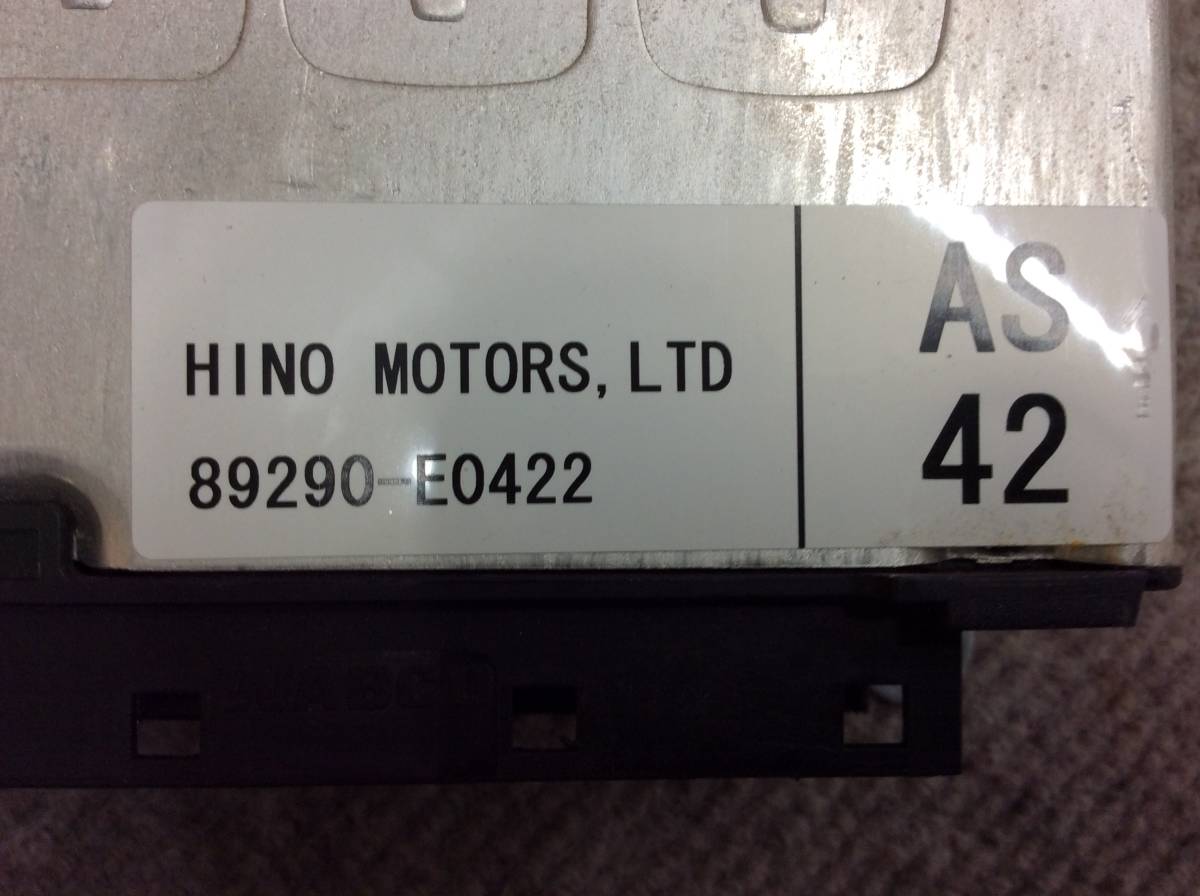 HINO MOTORS, LTD
89290-E0422
AS
42